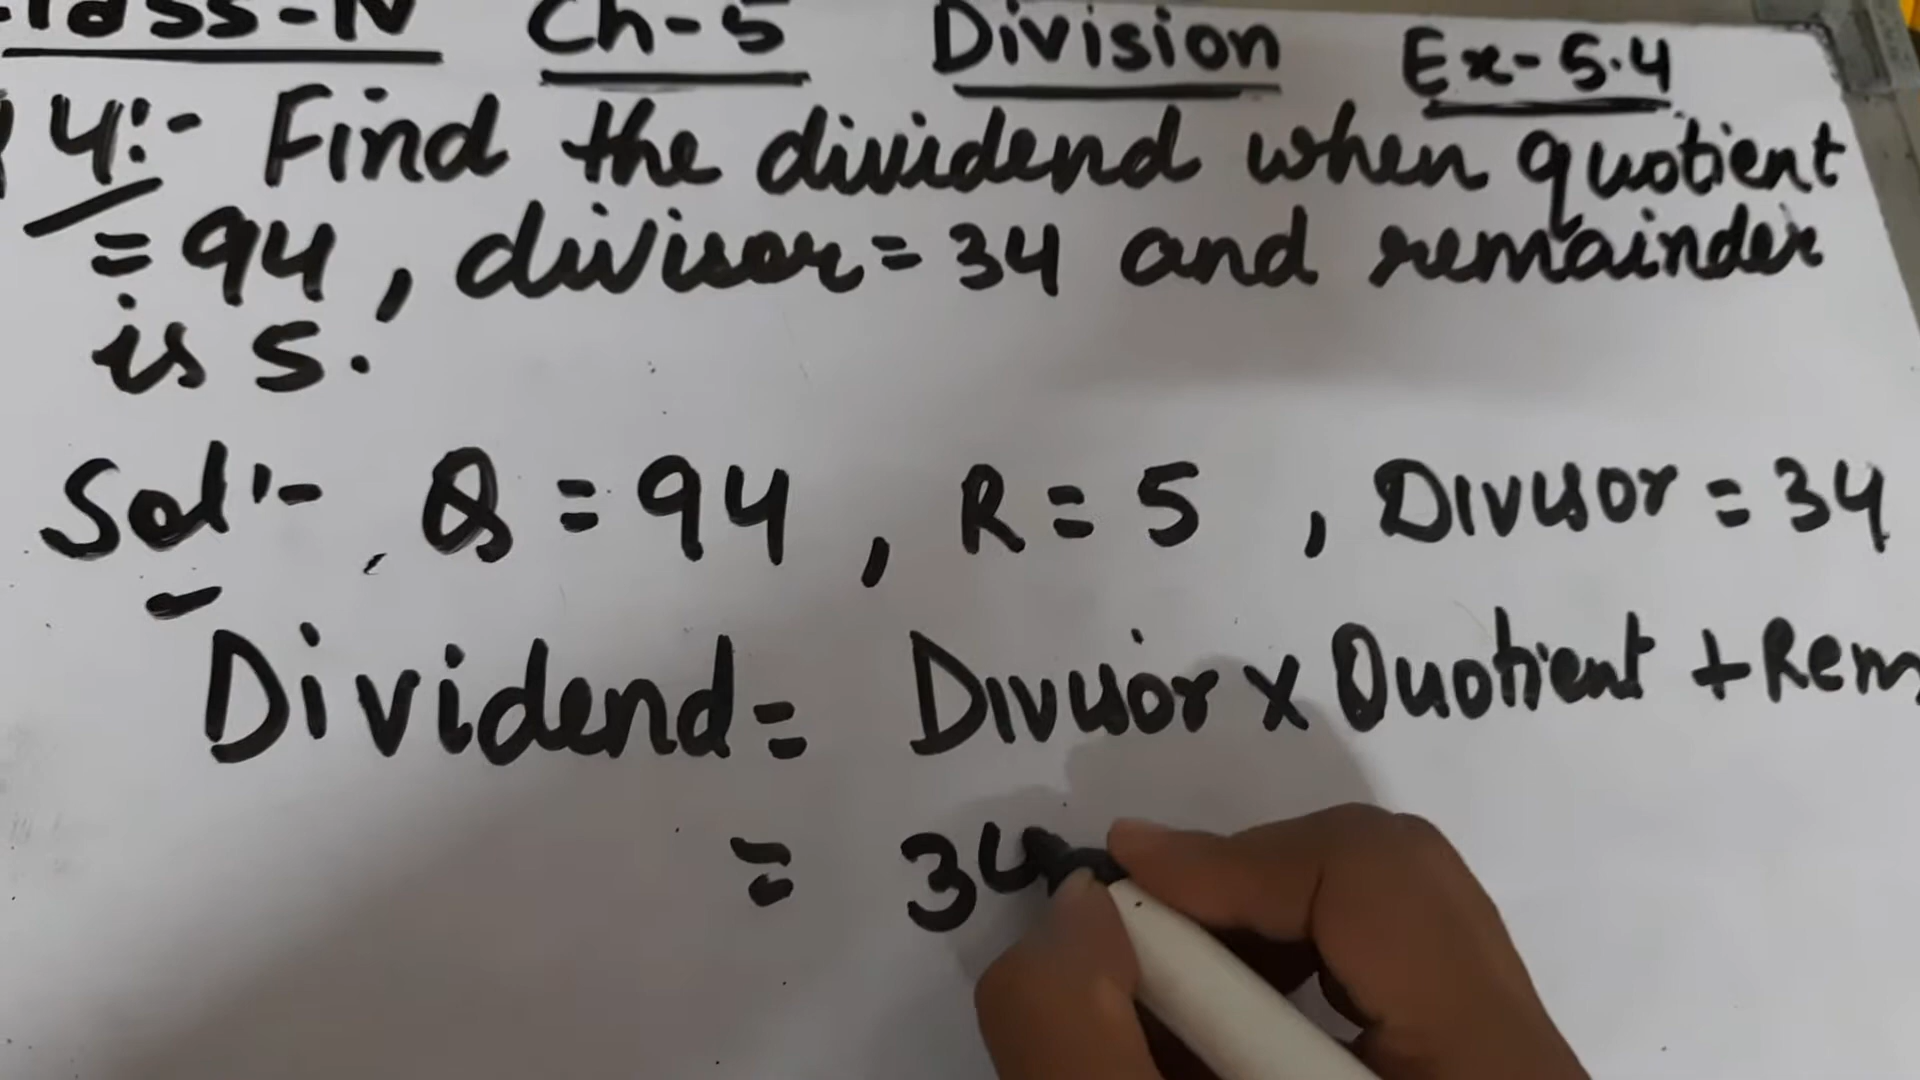 Class-IV Ch-5 Division Ex-5.4
4:- Find the dividend when quotient
= 94, divisor = 34 and remainder
is 5.
Sol:- Q = 94, R = 5, Divisor = 34
Dividend = Divisor x Quotient + Rem
= 34